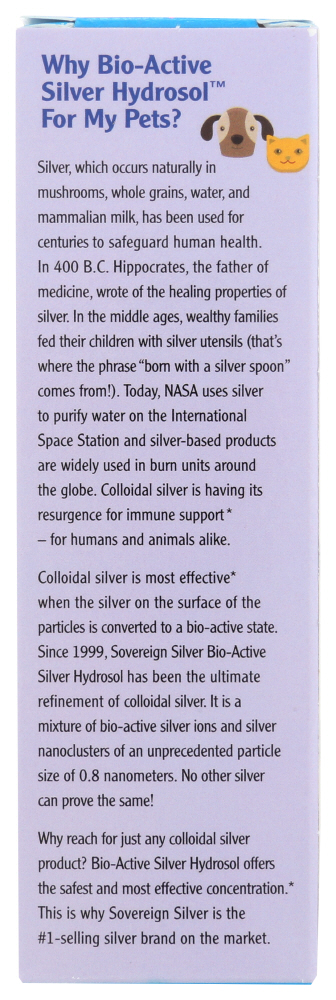 Why Bio-Active
Silver Hydrosol™
For My Pets?
Silver, which occurs naturally in
mushrooms, whole grains, water, and
mammalian milk, has been used for
centuries to safeguard human health.
In 400 B.C. Hippocrates, the father of
medicine, wrote of the healing properties of
silver. In the middle ages, wealthy families
fed their children with silver utensils (that's
where the phrase "born with a silver spoon"
comes from!). Today, NASA uses silver
to purify water on the International
Space Station and silver-based products
are widely used in burn units around
the globe. Colloidal silver is having its
resurgence for immune support*
– for humans and animals alike.
Colloidal silver is most effective*
when the silver on the surface of the
particles is converted to a bio-active state.
Since 1999, Sovereign Silver Bio-Active
Silver Hydrosol has been the ultimate
refinement of colloidal silver. It is a
mixture of bio-active silver ions and silver
nanoclusters of an unprecedented particle
size of 0.8 nanometers. No other silver
can prove the same!
Why reach for just any colloidal silver
product? Bio-Active Silver Hydrosol offers
the safest and most effective concentration.*
This is why Sovereign Silver is the
#1-selling silver brand on the market.